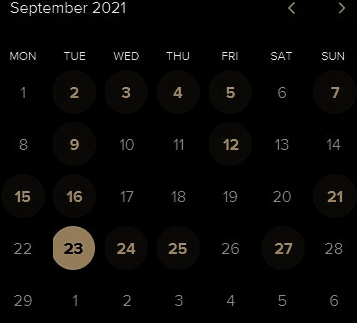 September 2021
MON TUE WED THU FRI SAT SUN
1 2 3 4 5 6 7
8 9 10 11 12 13 14
15 16 17 18 19 20 21
22 23 24 25 26 27 28
29 1 2 3 4 5 6